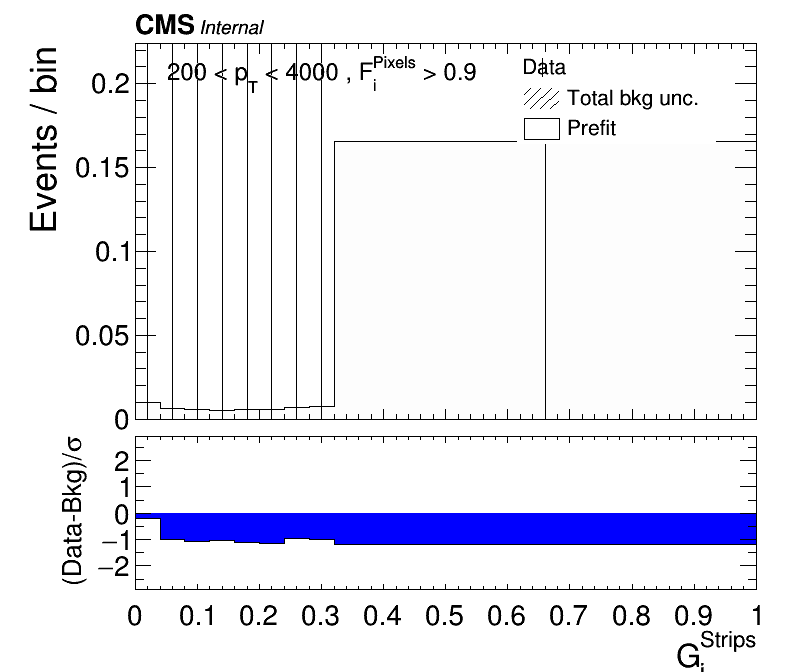 CMS Internal
200 < p_T < 4000 , F_i^Pixels > 0.9
Data
Total bkg unc.
Prefit
Events / bin
0.2
0.15
0.1
0.05
0
(Data-Bkg)/σ
2
1
0
−1
−2
0 0.1 0.2 0.3 0.4 0.5 0.6 0.7 0.8 0.9 1
G_i^Strips